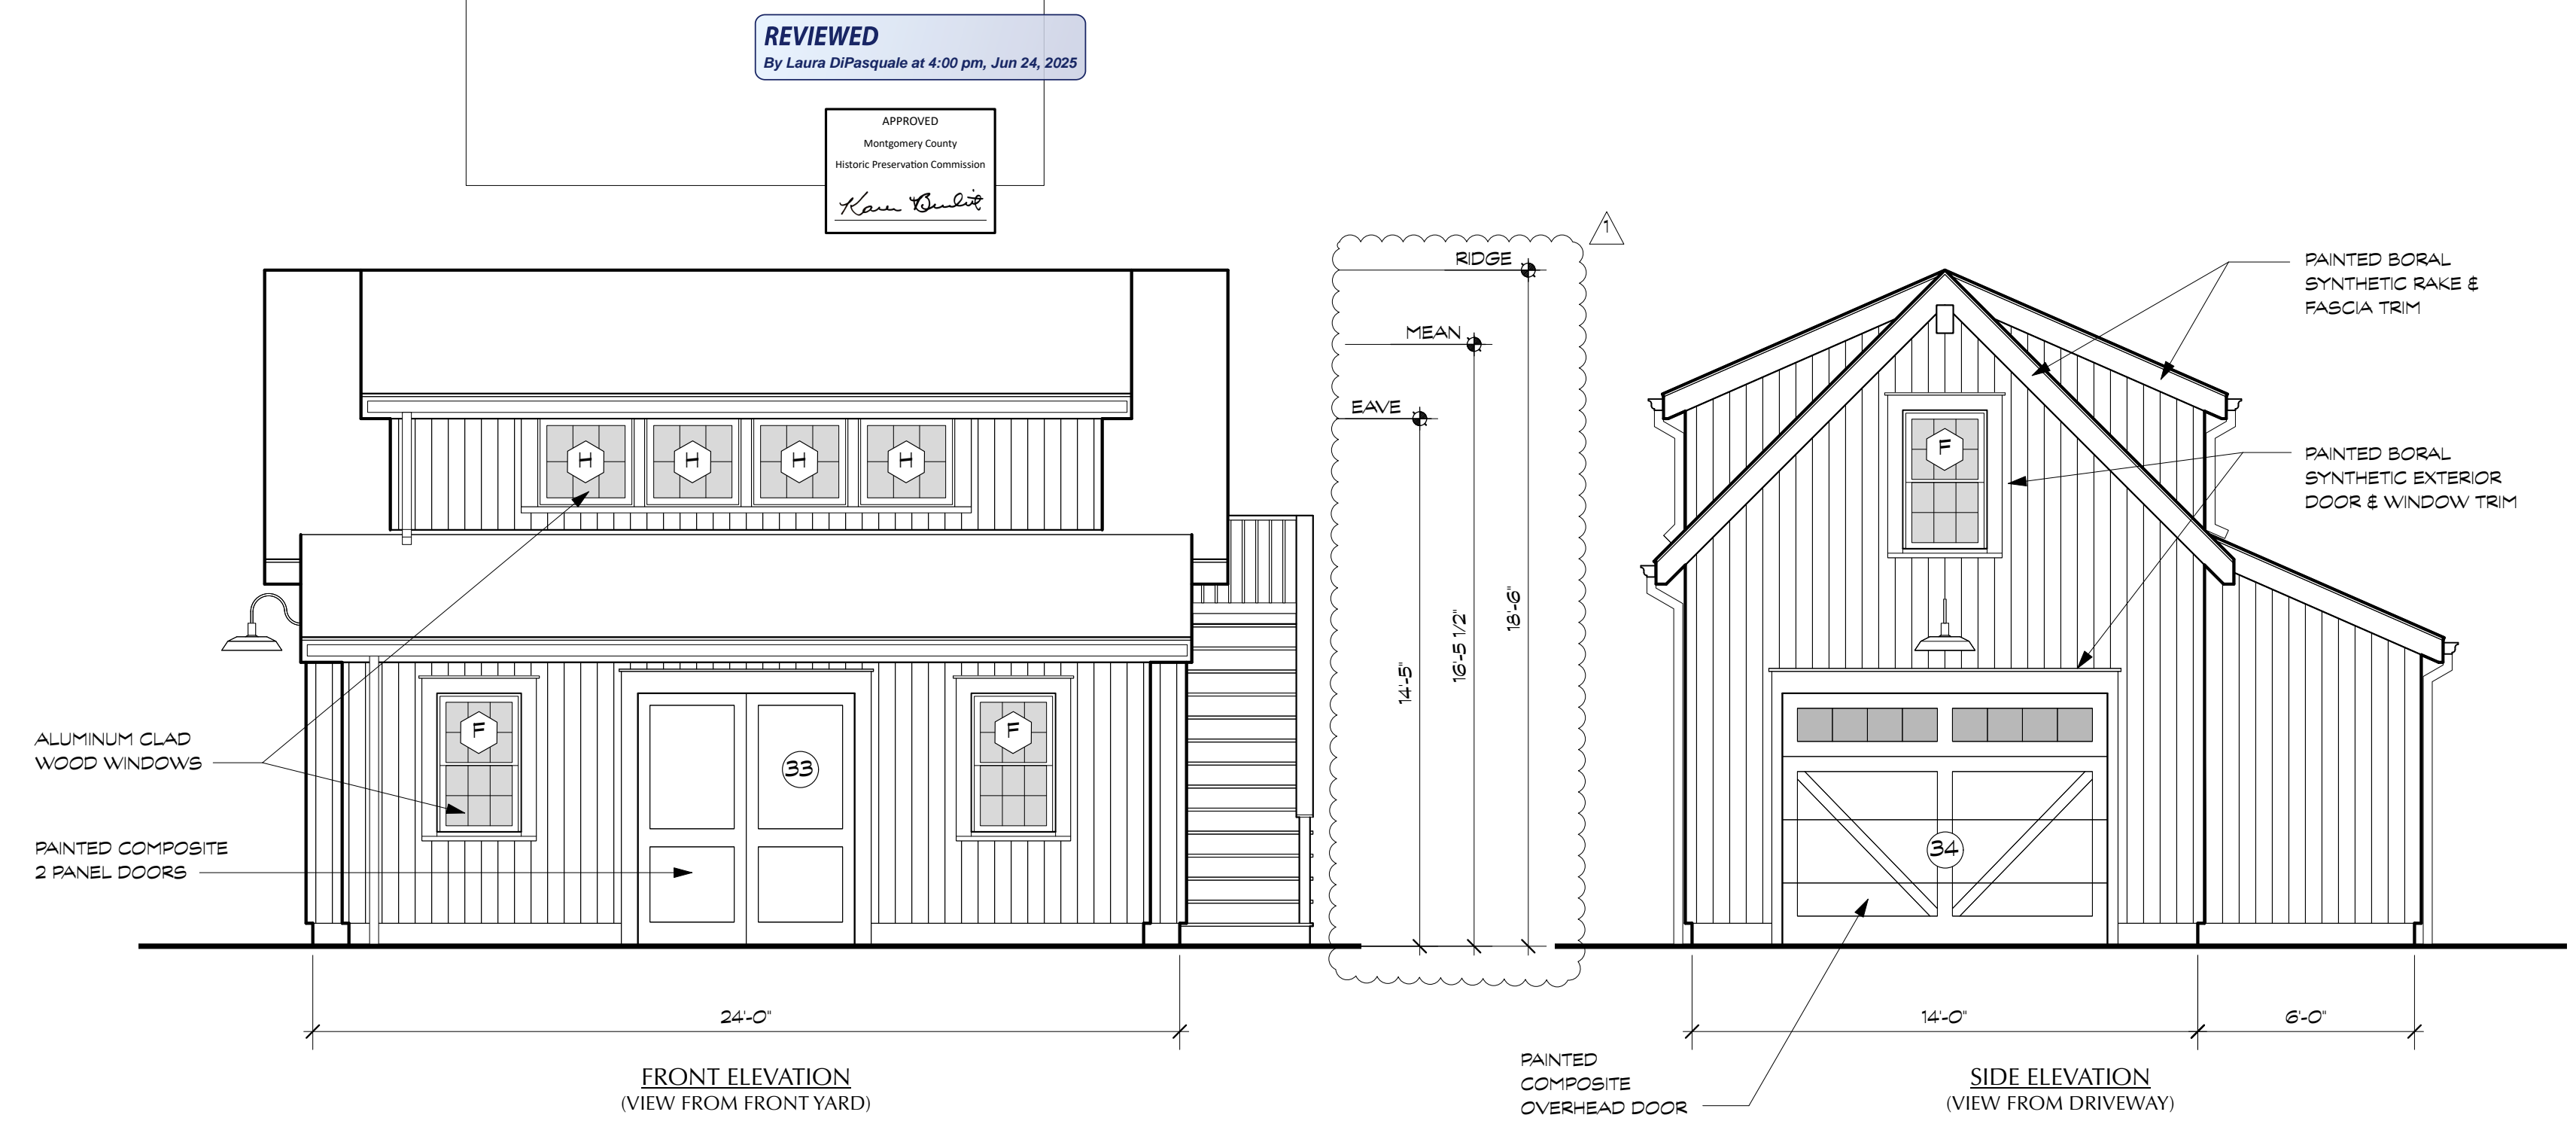 REVIEWED
By Laura DiPasquale at 4:00 pm, Jun 24, 2025
APPROVED
Montgomery County
Historic Preservation Commission
1
RIDGE
MEAN
EAVE
14'-5"
16'-5 1/2"
18'-6"
H
H
H
H
F
F
33
ALUMINUM CLAD
WOOD WINDOWS
PAINTED COMPOSITE
2 PANEL DOORS
24'-0"
FRONT ELEVATION
(VIEW FROM FRONT YARD)
PAINTED BORAL
SYNTHETIC RAKE &
FASCIA TRIM
PAINTED BORAL
SYNTHETIC EXTERIOR
DOOR & WINDOW TRIM
F
34
14'-0"
6'-0"
PAINTED
COMPOSITE
OVERHEAD DOOR
SIDE ELEVATION
(VIEW FROM DRIVEWAY)